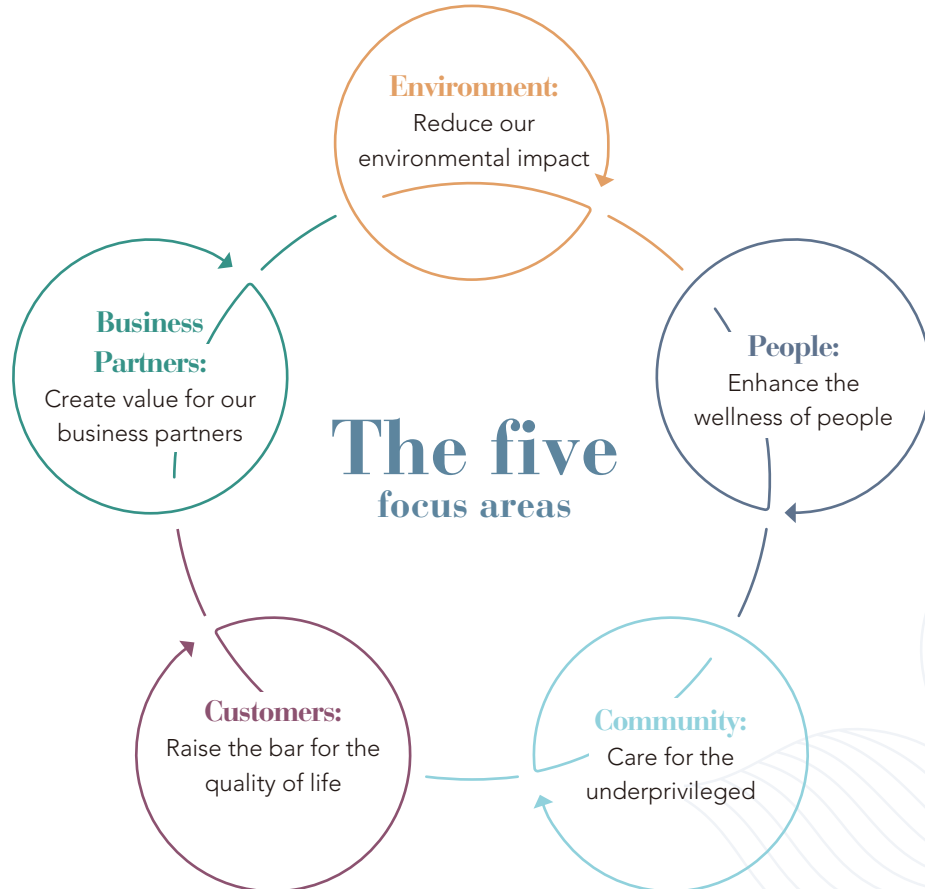 Environment:
Reduce our
environmental impact
Business
Partners:
Create value for our
business partners
People:
Enhance the
wellness of people
The five
focus areas
Customers:
Raise the bar for the
quality of life
Community:
Care for the
underprivileged